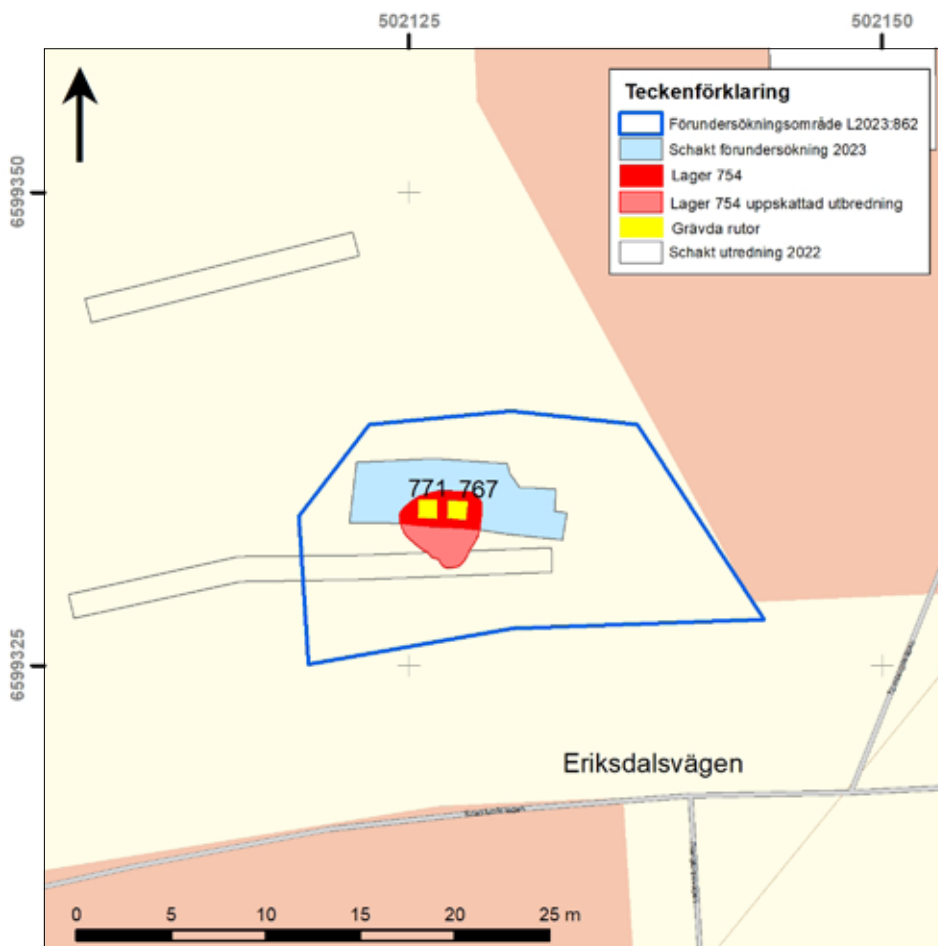 502125
502150
6599350
6599325
Teckenförklaring
Förundersökningsområde L2023:862
Schakt förundersökning 2023
Lager 754
Lager 754 uppskattad utbredning
Grävda rutor
Schakt utredning 2022
771 767
Eriksdalsvägen
0 5 10 15 20 25 m